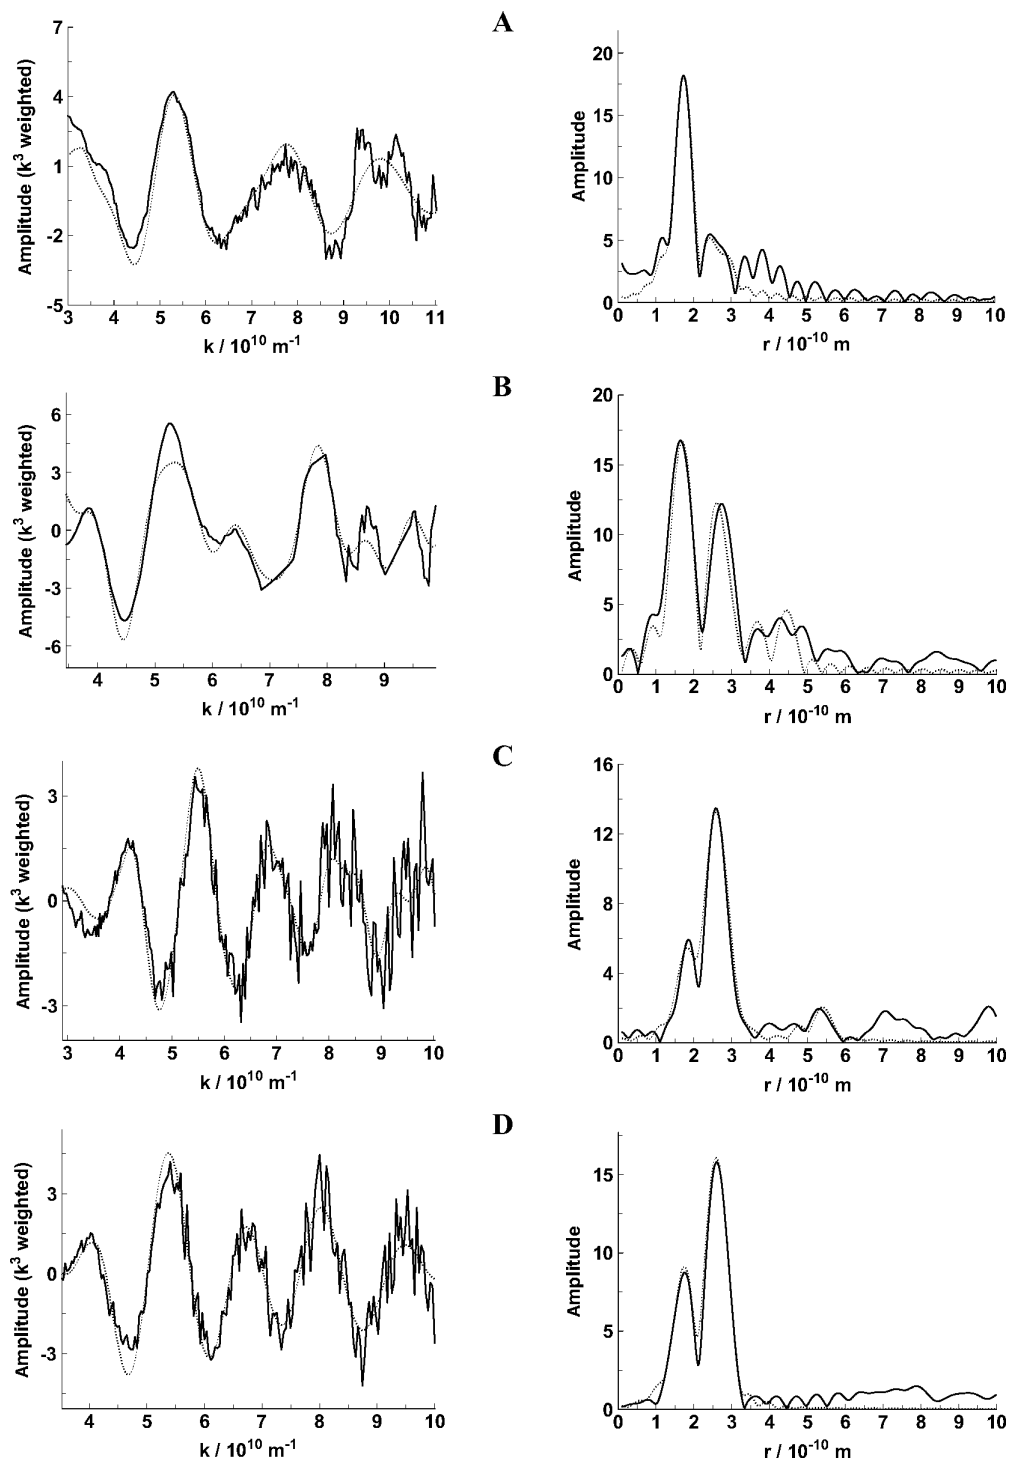 A
Amplitude (k³ weighted)
7
4
1
-2
-5
3 4 5 6 7 8 9 10 11
k / 10¹⁰ m⁻¹
Amplitude
20
15
10
5
0
0 1 2 3 4 5 6 7 8 9 10
r / 10⁻¹⁰ m
B
Amplitude (k³ weighted)
6
3
0
-3
-6
4 5 6 7 8 9
k / 10¹⁰ m⁻¹
Amplitude
20
15
10
5
0
0 1 2 3 4 5 6 7 8 9 10
r / 10⁻¹⁰ m
C
Amplitude (k³ weighted)
3
0
-3
3 4 5 6 7 8 9 10
k / 10¹⁰ m⁻¹
Amplitude
16
12
8
4
0
0 1 2 3 4 5 6 7 8 9 10
r / 10⁻¹⁰ m
D
Amplitude (k³ weighted)
3
0
-3
4 5 6 7 8 9 10
k / 10¹⁰ m⁻¹
Amplitude
15
10
5
0
0 1 2 3 4 5 6 7 8 9 10
r / 10⁻¹⁰ m